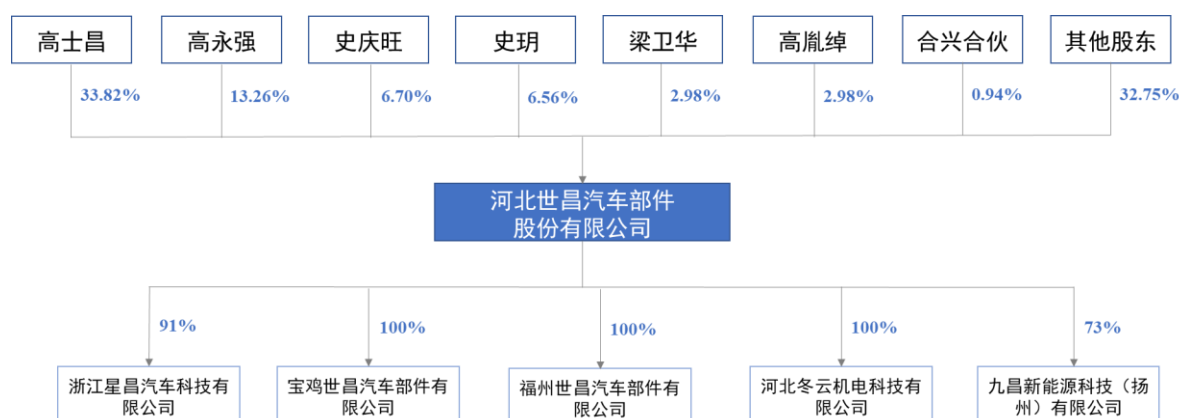 高士昌
高永强
史庆旺
史玥
梁卫华
高胤绰
合兴合伙
其他股东
33.82%
13.26%
6.70%
6.56%
2.98%
2.98%
0.94%
32.75%
河北世昌汽车部件
股份有限公司
91%
100%
100%
100%
73%
浙江星昌汽车科技有
限公司
宝鸡世昌汽车部件有
限公司
福州世昌汽车部件有
限公司
河北冬云机电科技有
限公司
九昌新能源科技（扬
州）有限公司